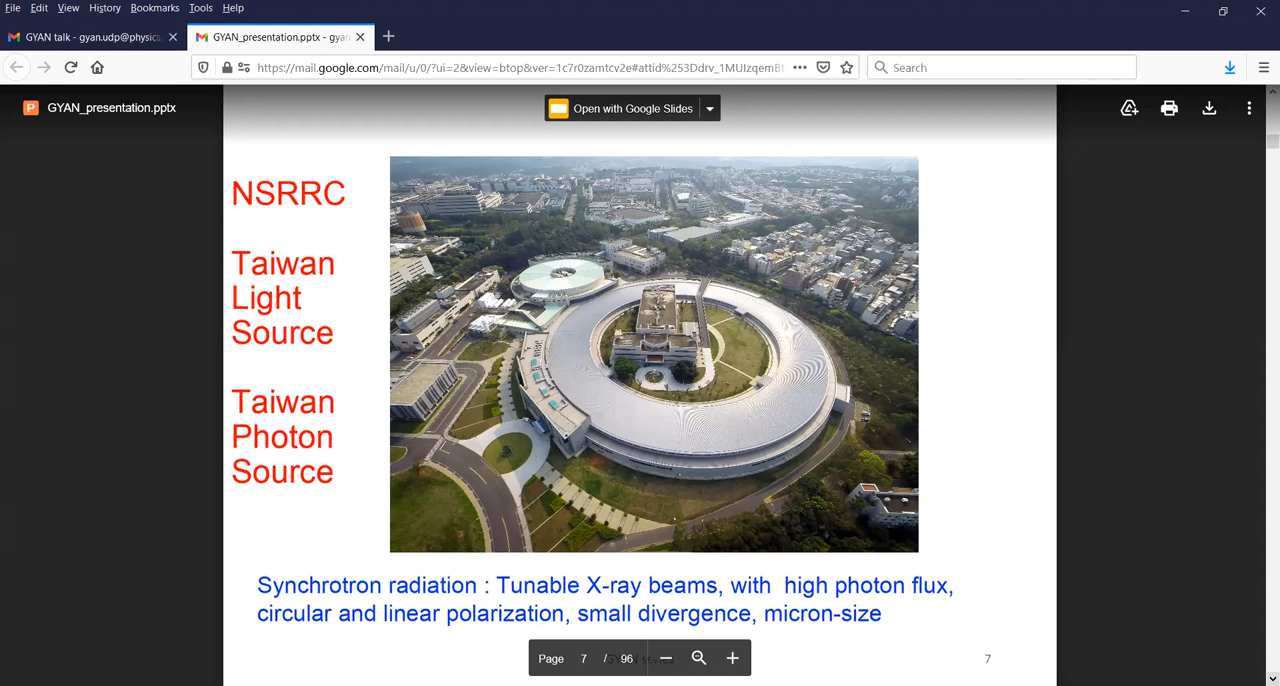 File Edit View History Bookmarks Tools Help
GYAN talk - gyan.udp@physics.
GYAN_presentation.pptx - gyan
https://mail.google.com/mail/u/0/?ui=2&view=btop&ver=1c7r0zamtcv2e#attid%253Ddrv_1MUIzqemBt
Search
P GYAN_presentation.pptx
Open with Google Slides
NSRRC
Taiwan
Light
Source
Taiwan
Photon
Source
Synchrotron radiation : Tunable X-ray beams, with high photon flux,
circular and linear polarization, small divergence, micron-size
Page 7 / 96
7